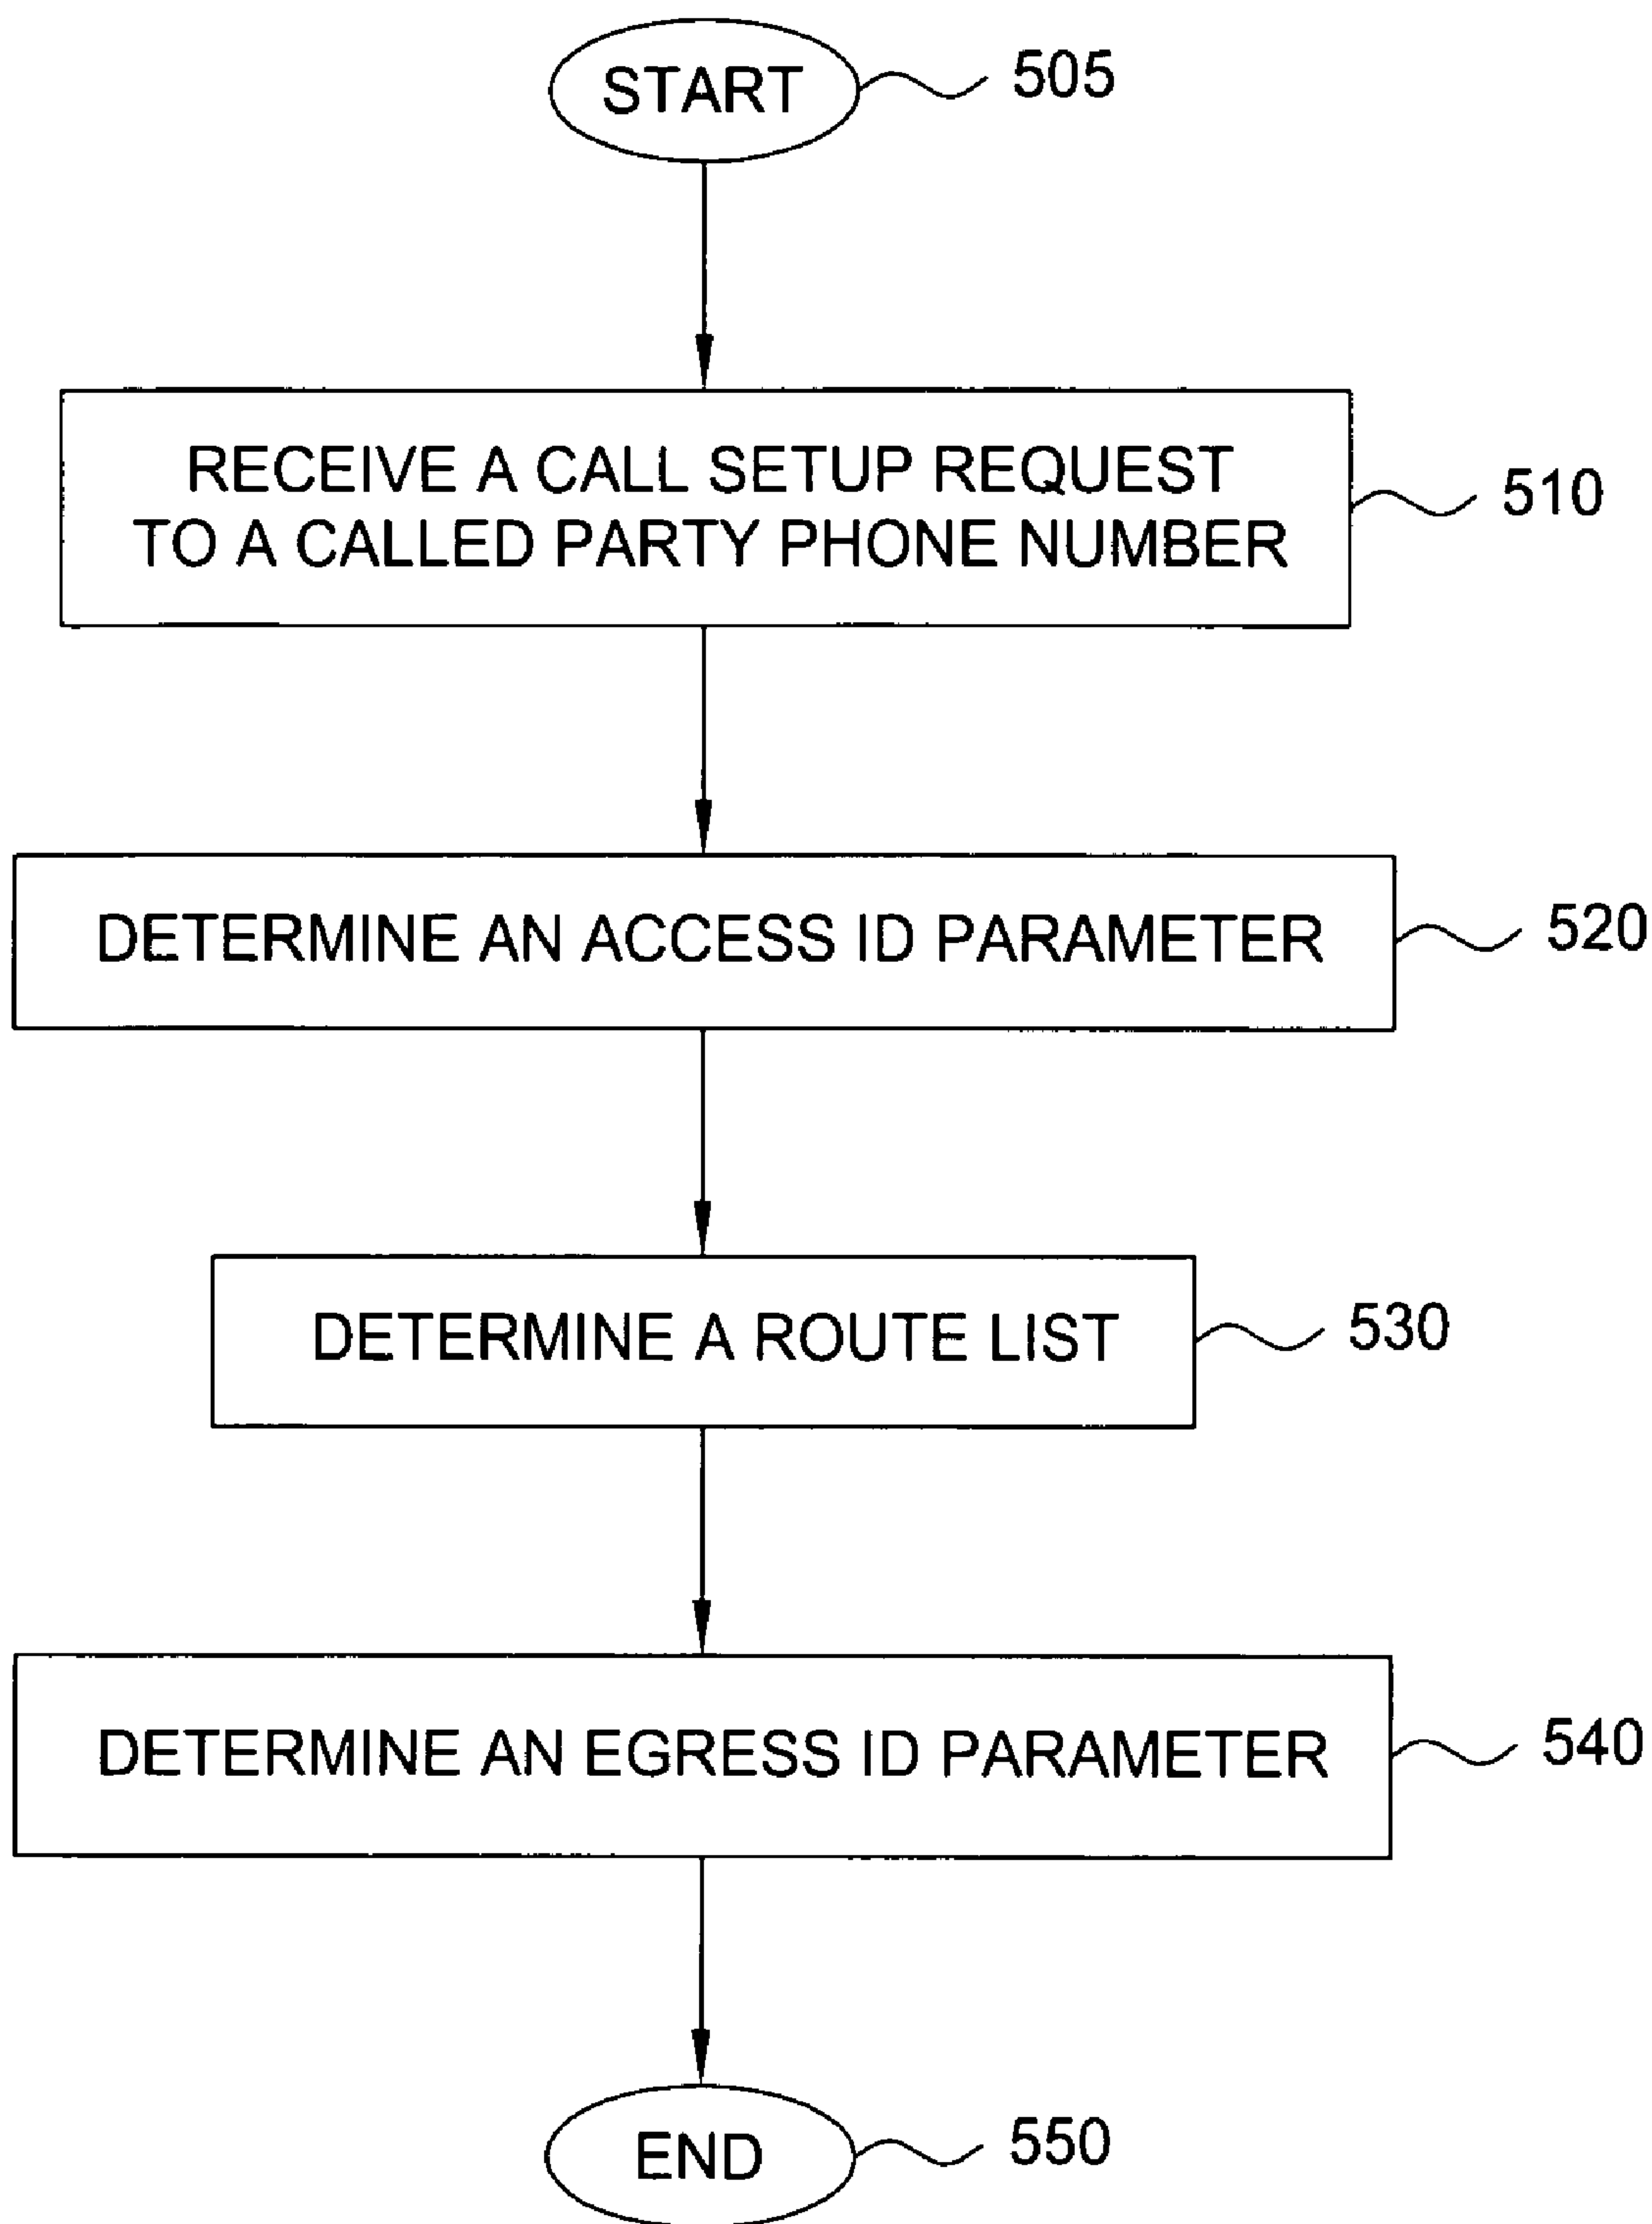 START
505
RECEIVE A CALL SETUP REQUEST
TO A CALLED PARTY PHONE NUMBER
510
DETERMINE AN ACCESS ID PARAMETER
520
DETERMINE A ROUTE LIST
530
DETERMINE AN EGRESS ID PARAMETER
540
END
550